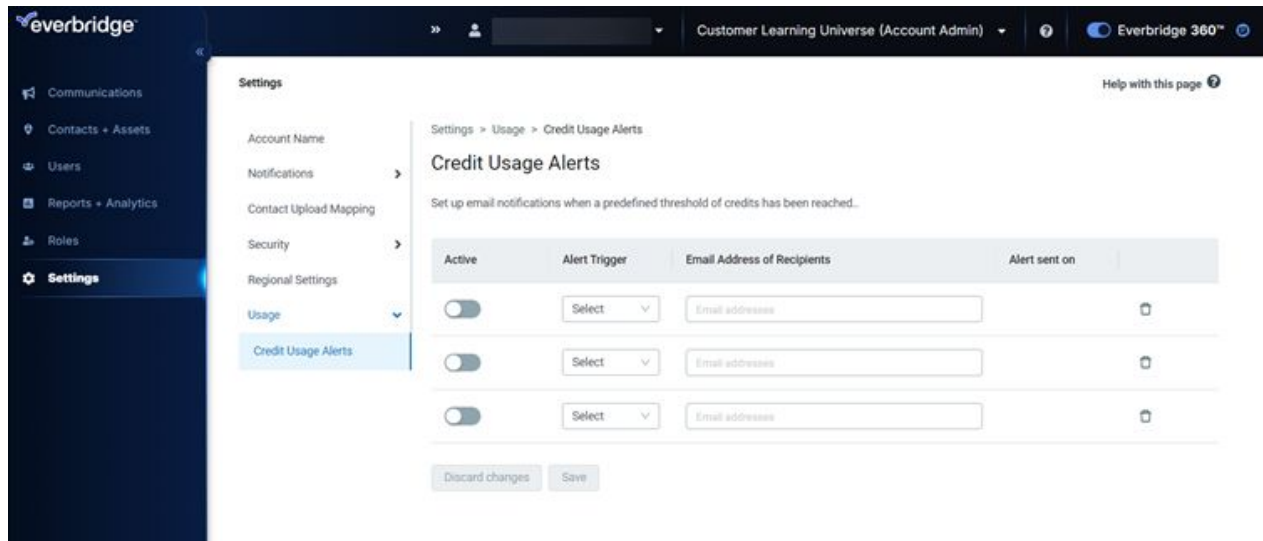 everbridge
Customer Learning Universe (Account Admin)
Everbridge 360™
Communications
Contacts + Assets
Users
Reports + Analytics
Roles
Settings
Settings
Help with this page
Account Name
Notifications
Contact Upload Mapping
Security
Regional Settings
Usage
Credit Usage Alerts
Settings > Usage > Credit Usage Alerts
Credit Usage Alerts
Set up email notifications when a predefined threshold of credits has been reached..
Active Alert Trigger Email Address of Recipients Alert sent on
Select Email addresses
Select Email addresses
Select Email addresses
Discard changes Save